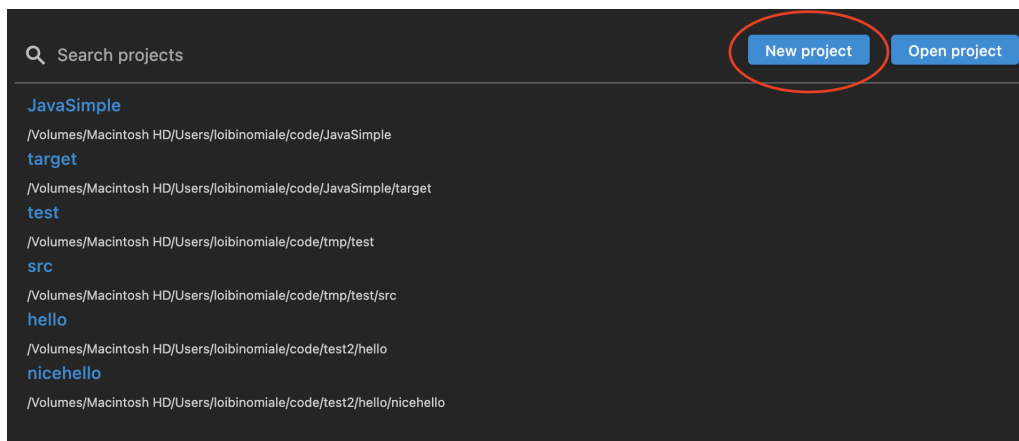 Search projects
New project
Open project
JavaSimple
/Volumes/Macintosh HD/Users/loibinomiale/code/JavaSimple
target
/Volumes/Macintosh HD/Users/loibinomiale/code/JavaSimple/target
test
/Volumes/Macintosh HD/Users/loibinomiale/code/tmp/test
src
/Volumes/Macintosh HD/Users/loibinomiale/code/tmp/test/src
hello
/Volumes/Macintosh HD/Users/loibinomiale/code/test2/hello
nicehello
/Volumes/Macintosh HD/Users/loibinomiale/code/test2/hello/nicehello